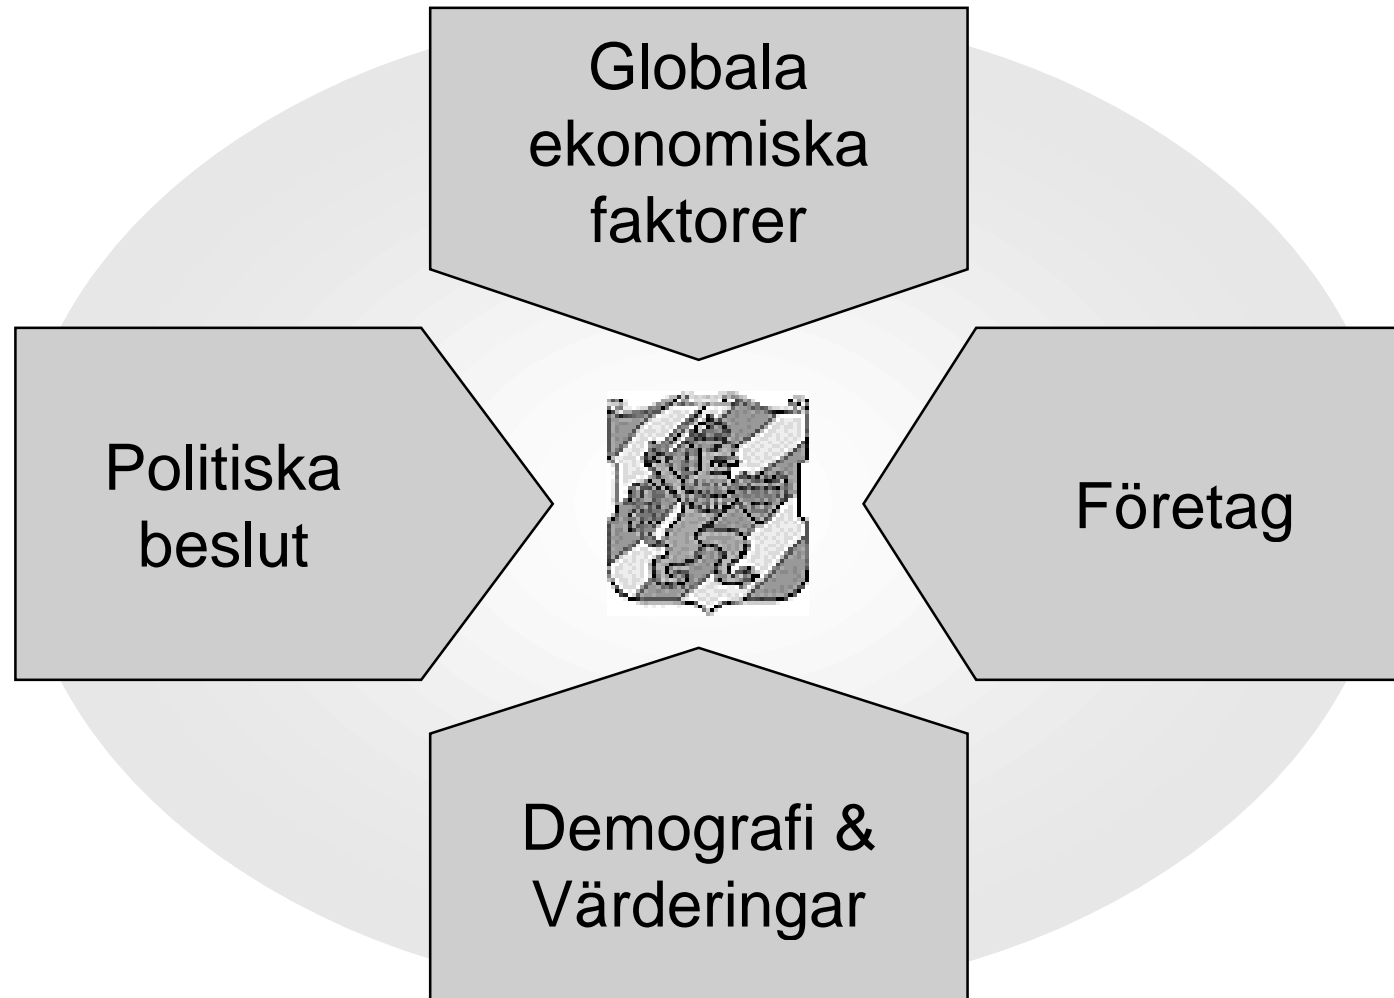 Globala
ekonomiska
faktorer
Politiska
beslut
Företag
Demografi &
Värderingar